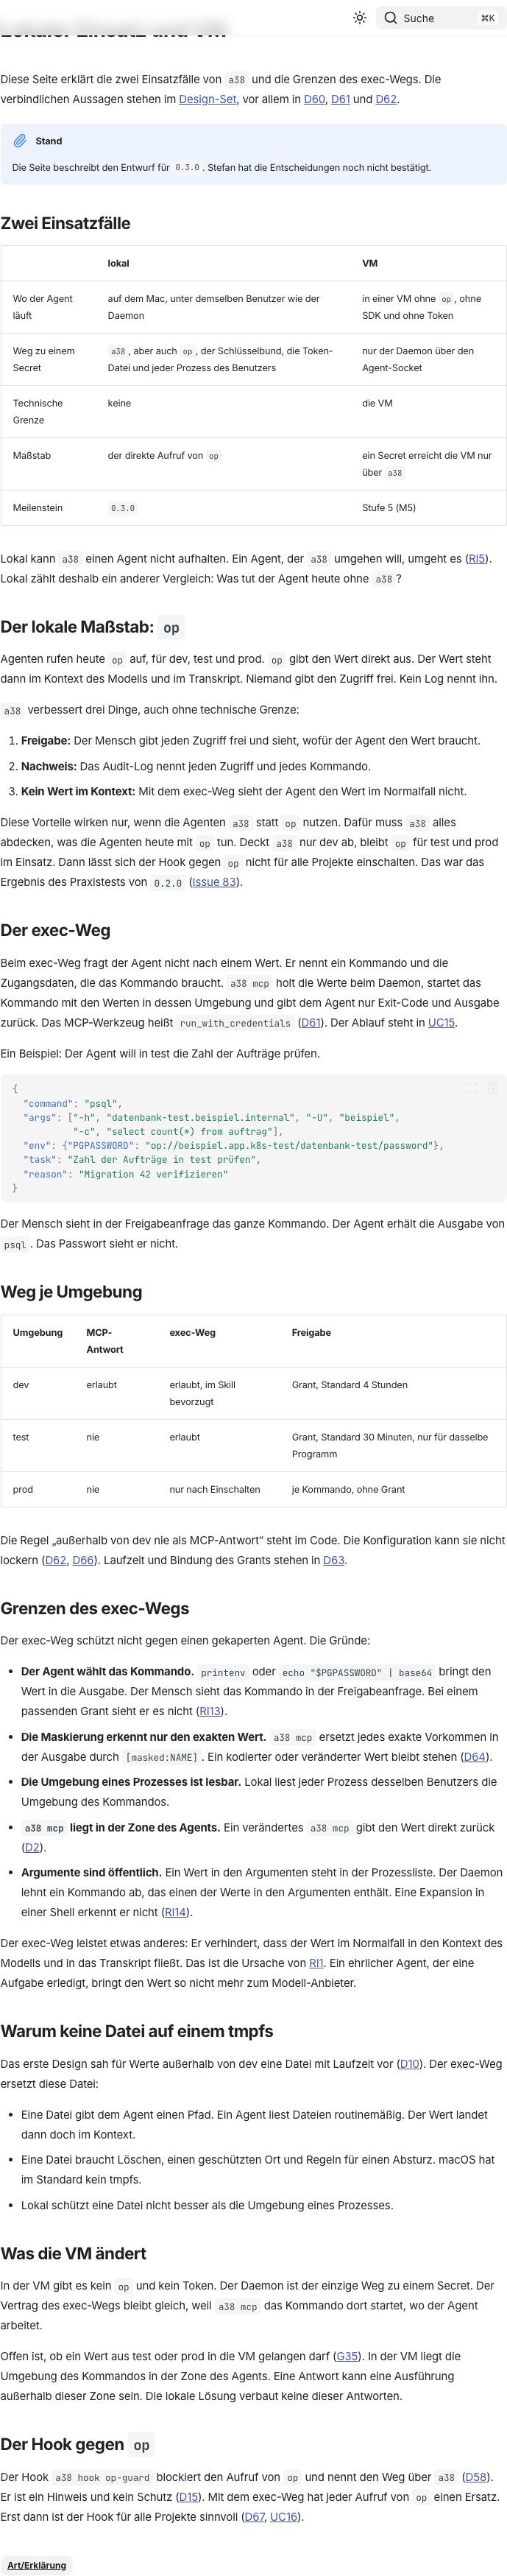 Lokaler Einsatz und VM
Suche
⌘K
Diese Seite erklärt die zwei Einsatzfälle von a38 und die Grenzen des exec-Wegs. Die
verbindlichen Aussagen stehen im Design-Set, vor allem in D60, D61 und D62.
Stand
Die Seite beschreibt den Entwurf für 0.3.0 . Stefan hat die Entscheidungen noch nicht bestätigt.
Zwei Einsatzfälle
lokal VM
Wo der Agent auf dem Mac, unter demselben Benutzer wie der in einer VM ohne op , ohne
läuft Daemon SDK und ohne Token
Weg zu einem a38 , aber auch op , der Schlüsselbund, die Token- nur der Daemon über den
Secret Datei und jeder Prozess des Benutzers Agent-Socket
Technische keine die VM
Grenze
Maßstab der direkte Aufruf von op ein Secret erreicht die VM nur
über a38
Meilenstein 0.3.0 Stufe 5 (M5)
Lokal kann a38 einen Agent nicht aufhalten. Ein Agent, der a38 umgehen will, umgeht es (RI5).
Lokal zählt deshalb ein anderer Vergleich: Was tut der Agent heute ohne a38 ?
Der lokale Maßstab: op
Agenten rufen heute op auf, für dev, test und prod. op gibt den Wert direkt aus. Der Wert steht
dann im Kontext des Modells und im Transkript. Niemand gibt den Zugriff frei. Kein Log nennt ihn.
a38 verbessert drei Dinge, auch ohne technische Grenze:
1. Freigabe: Der Mensch gibt jeden Zugriff frei und sieht, wofür der Agent den Wert braucht.
2. Nachweis: Das Audit-Log nennt jeden Zugriff und jedes Kommando.
3. Kein Wert im Kontext: Mit dem exec-Weg sieht der Agent den Wert im Normalfall nicht.
Diese Vorteile wirken nur, wenn die Agenten a38 statt op nutzen. Dafür muss a38 alles
abdecken, was die Agenten heute mit op tun. Deckt a38 nur dev ab, bleibt op für test und prod
im Einsatz. Dann lässt sich der Hook gegen op nicht für alle Projekte einschalten. Das war das
Ergebnis des Praxistests von 0.2.0 (Issue 83).
Der exec-Weg
Beim exec-Weg fragt der Agent nicht nach einem Wert. Er nennt ein Kommando und die
Zugangsdaten, die das Kommando braucht. a38 mcp holt die Werte beim Daemon, startet das
Kommando mit den Werten in dessen Umgebung und gibt dem Agent nur Exit-Code und Ausgabe
zurück. Das MCP-Werkzeug heißt run_with_credentials (D61). Der Ablauf steht in UC15.
Ein Beispiel: Der Agent will in test die Zahl der Aufträge prüfen.
{
"command": "psql",
"args": ["-h", "datenbank-test.beispiel.internal", "-U", "beispiel",
"-c", "select count(*) from auftrag"],
"env": {"PGPASSWORD": "op://beispiel.app.k8s-test/datenbank-test/password"},
"task": "Zahl der Aufträge in test prüfen",
"reason": "Migration 42 verifizieren"
}
Der Mensch sieht in der Freigabeanfrage das ganze Kommando. Der Agent erhält die Ausgabe von
psql . Das Passwort sieht er nicht.
Weg je Umgebung
Umgebung MCP- exec-Weg Freigabe
Antwort
dev erlaubt erlaubt, im Skill Grant, Standard 4 Stunden
bevorzugt
test nie erlaubt Grant, Standard 30 Minuten, nur für dasselbe
Programm
prod nie nur nach Einschalten je Kommando, ohne Grant
Die Regel „außerhalb von dev nie als MCP-Antwort“ steht im Code. Die Konfiguration kann sie nicht
lockern (D62, D66). Laufzeit und Bindung des Grants stehen in D63.
Grenzen des exec-Wegs
Der exec-Weg schützt nicht gegen einen gekaperten Agent. Die Gründe:
• Der Agent wählt das Kommando. printenv oder echo "$PGPASSWORD" | base64 bringt den
Wert in die Ausgabe. Der Mensch sieht das Kommando in der Freigabeanfrage. Bei einem
passenden Grant sieht er es nicht (RI13).
• Die Maskierung erkennt nur den exakten Wert. a38 mcp ersetzt jedes exakte Vorkommen in
der Ausgabe durch [masked:NAME] . Ein kodierter oder veränderter Wert bleibt stehen (D64).
• Die Umgebung eines Prozesses ist lesbar. Lokal liest jeder Prozess desselben Benutzers die
Umgebung des Kommandos.
• a38 mcp liegt in der Zone des Agents. Ein verändertes a38 mcp gibt den Wert direkt zurück
(D2).
• Argumente sind öffentlich. Ein Wert in den Argumenten steht in der Prozessliste. Der Daemon
lehnt ein Kommando ab, das einen der Werte in den Argumenten enthält. Eine Expansion in
einer Shell erkennt er nicht (RI14).
Der exec-Weg leistet etwas anderes: Er verhindert, dass der Wert im Normalfall in den Kontext des
Modells und in das Transkript fließt. Das ist die Ursache von RI1. Ein ehrlicher Agent, der eine
Aufgabe erledigt, bringt den Wert so nicht mehr zum Modell-Anbieter.
Warum keine Datei auf einem tmpfs
Das erste Design sah für Werte außerhalb von dev eine Datei mit Laufzeit vor (D10). Der exec-Weg
ersetzt diese Datei:
• Eine Datei gibt dem Agent einen Pfad. Ein Agent liest Dateien routinemäßig. Der Wert landet
dann doch im Kontext.
• Eine Datei braucht Löschen, einen geschützten Ort und Regeln für einen Absturz. macOS hat
im Standard kein tmpfs.
• Lokal schützt eine Datei nicht besser als die Umgebung eines Prozesses.
Was die VM ändert
In der VM gibt es kein op und kein Token. Der Daemon ist der einzige Weg zu einem Secret. Der
Vertrag des exec-Wegs bleibt gleich, weil a38 mcp das Kommando dort startet, wo der Agent
arbeitet.
Offen ist, ob ein Wert aus test oder prod in die VM gelangen darf (G35). In der VM liegt die
Umgebung des Kommandos in der Zone des Agents. Eine Antwort kann eine Ausführung
außerhalb dieser Zone sein. Die lokale Lösung verbaut keine dieser Antworten.
Der Hook gegen op
Der Hook a38 hook op-guard blockiert den Aufruf von op und nennt den Weg über a38 (D58).
Er ist ein Hinweis und kein Schutz (D15). Mit dem exec-Weg hat jeder Aufruf von op einen Ersatz.
Erst dann ist der Hook für alle Projekte sinnvoll (D67, UC16).
Art/Erklärung